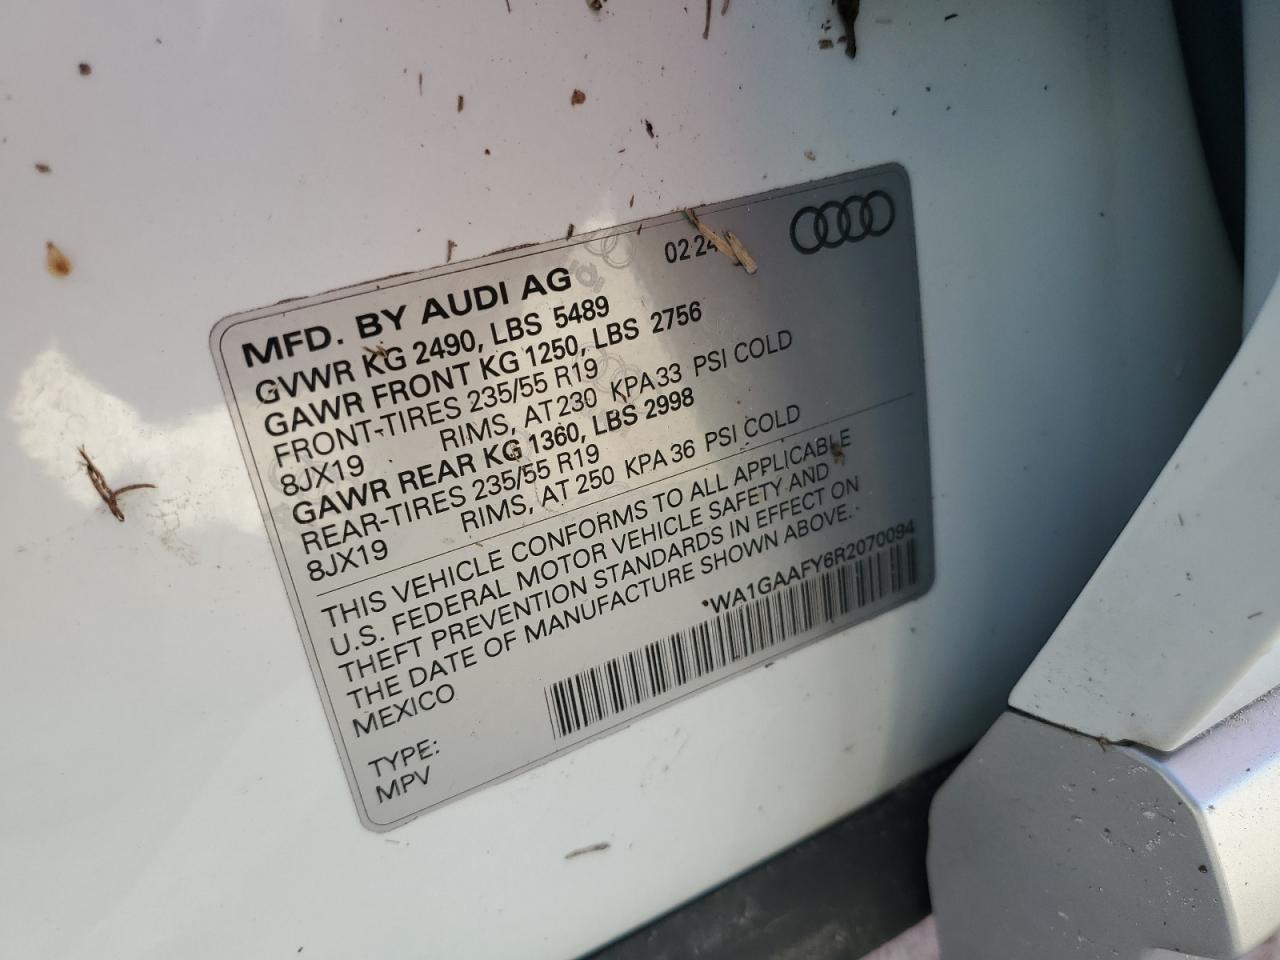 02 24
MFD. BY AUDI AG
GVWR KG 2490, LBS 5489
GAWR FRONT KG 1250, LBS 2756
FRONT-TIRES 235/55 R19
8JX19 RIMS, AT 230 KPA 33 PSI COLD
GAWR REAR KG 1360, LBS 2998
REAR-TIRES 235/55 R19
8JX19 RIMS, AT 250 KPA 36 PSI COLD
THIS VEHICLE CONFORMS TO ALL APPLICABLE
U.S. FEDERAL MOTOR VEHICLE SAFETY AND
THEFT PREVENTION STANDARDS IN EFFECT ON
THE DATE OF MANUFACTURE SHOWN ABOVE.
MEXICO
*WA1GAAFY6R2070094
TYPE:
MPV